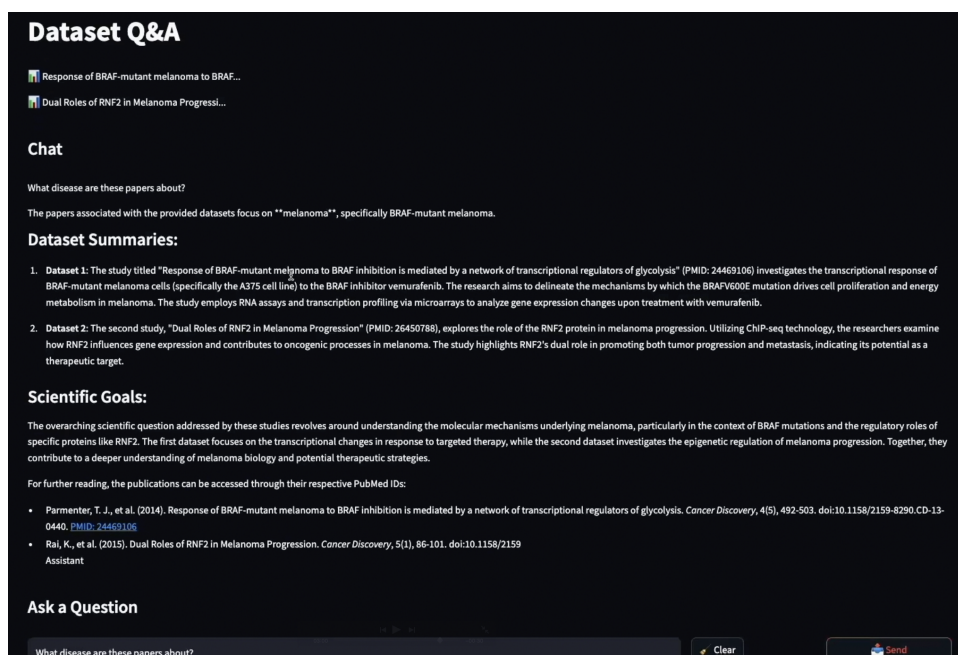 Dataset Q&A
Response of BRAF-mutant melanoma to BRAF...
Dual Roles of RNF2 in Melanoma Progressi...
Chat
What disease are these papers about?
The papers associated with the provided datasets focus on **melanoma**, specifically BRAF-mutant melanoma.
Dataset Summaries:
1. Dataset 1: The study titled "Response of BRAF-mutant melanoma to BRAF inhibition is mediated by a network of transcriptional regulators of glycolysis" (PMID: 24469106) investigates the transcriptional response of
BRAF-mutant melanoma cells (specifically the A375 cell line) to the BRAF inhibitor vemurafenib. The research aims to delineate the mechanisms by which the BRAFV600E mutation drives cell proliferation and energy
metabolism in melanoma. The study employs RNA assays and transcription profiling via microarrays to analyze gene expression changes upon treatment with vemurafenib.
2. Dataset 2: The second study, "Dual Roles of RNF2 in Melanoma Progression" (PMID: 26450788), explores the role of the RNF2 protein in melanoma progression. Utilizing ChIP-seq technology, the researchers examine
how RNF2 influences gene expression and contributes to oncogenic processes in melanoma. The study highlights RNF2's dual role in promoting both tumor progression and metastasis, indicating its potential as a
therapeutic target.
Scientific Goals:
The overarching scientific question addressed by these studies revolves around understanding the molecular mechanisms underlying melanoma, particularly in the context of BRAF mutations and the regulatory roles of
specific proteins like RNF2. The first dataset focuses on the transcriptional changes in response to targeted therapy, while the second dataset investigates the epigenetic regulation of melanoma progression. Together, they
contribute to a deeper understanding of melanoma biology and potential therapeutic strategies.
For further reading, the publications can be accessed through their respective PubMed IDs:
• Parmenter, T. J., et al. (2014). Response of BRAF-mutant melanoma to BRAF inhibition is mediated by a network of transcriptional regulators of glycolysis. Cancer Discovery, 4(5), 492-503. doi:10.1158/2159-8290.CD-13-
0440. PMID: 24469106
• Rai, K., et al. (2015). Dual Roles of RNF2 in Melanoma Progression. Cancer Discovery, 5(1), 86-101. doi:10.1158/2159
Assistant
Ask a Question
What disease are these papers about?
Clear
Send